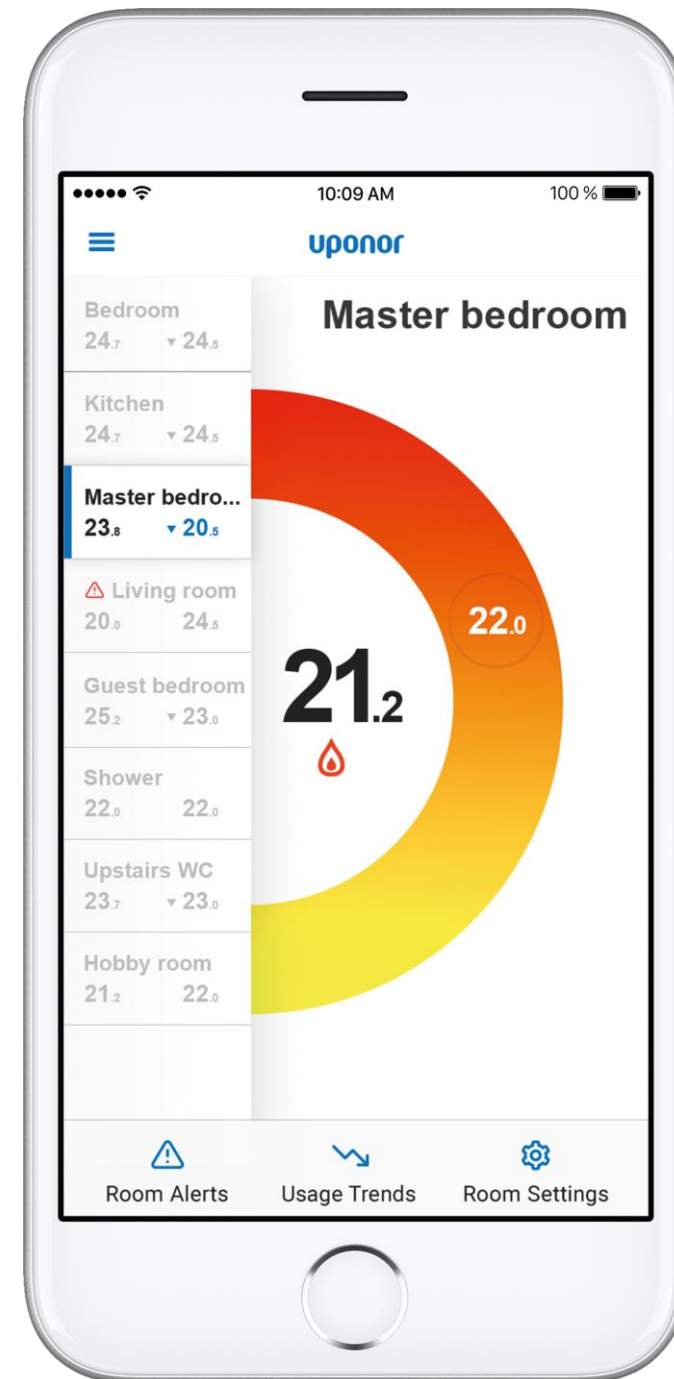 10:09 AM 100 %
uponor
Master bedroom
Bedroom
24.7 ▼ 24.5
Kitchen
24.7 ▼ 24.5
Master bedro...
23.8 ▼ 20.5
Living room
20.0 24.5
Guest bedroom
25.2 ▼ 23.0
Shower
22.0 22.0
Upstairs WC
23.7 ▼ 23.0
Hobby room
21.2 22.0
22.0
21.2
Room Alerts Usage Trends Room Settings